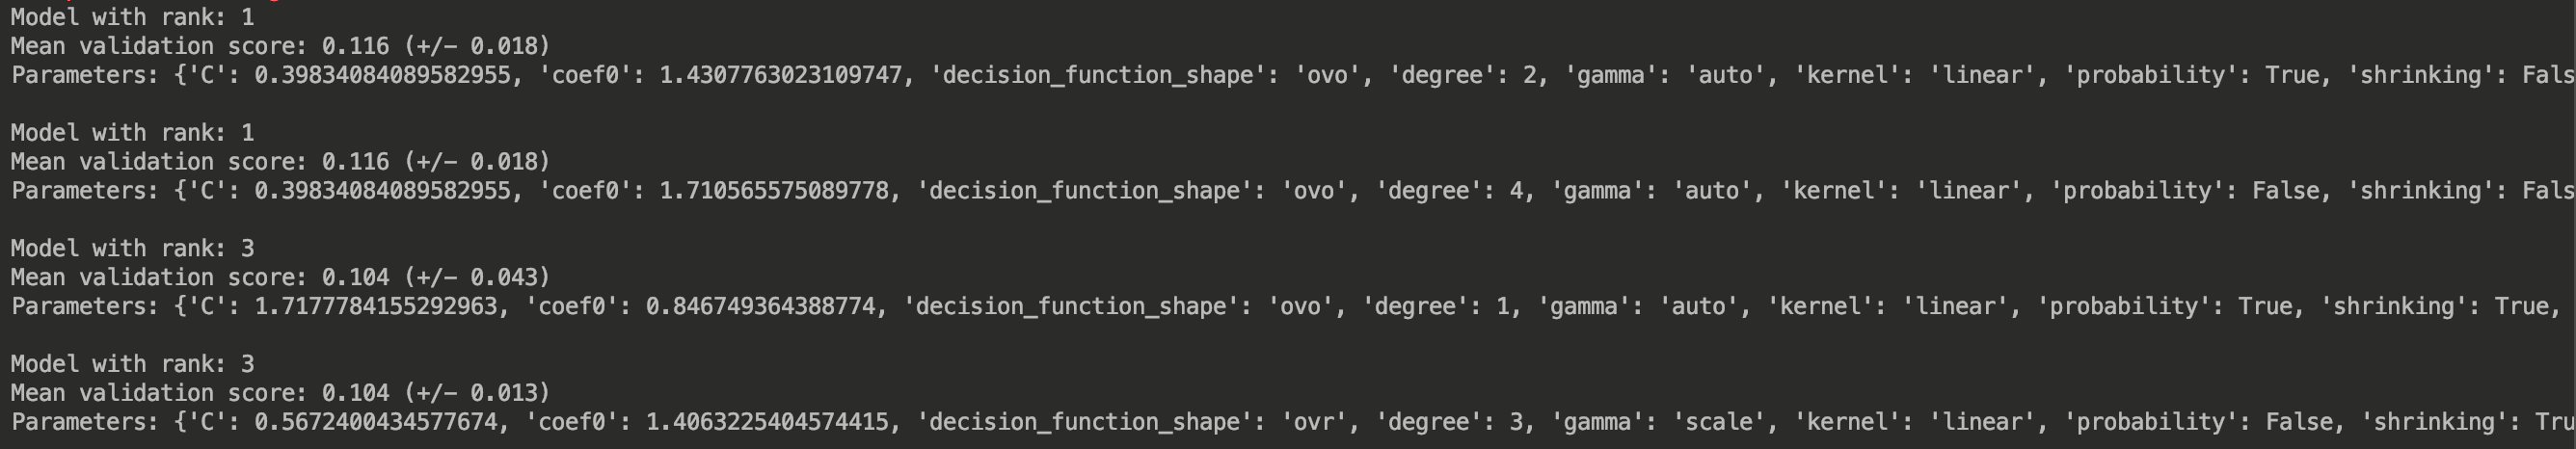 Model with rank: 1
Mean validation score: 0.116 (+/- 0.018)
Parameters: {'C': 0.39834084089582955, 'coef0': 1.4307763023109747, 'decision_function_shape': 'ovo', 'degree': 2, 'gamma': 'auto', 'kernel': 'linear', 'probability': True, 'shrinking': Fals
Model with rank: 1
Mean validation score: 0.116 (+/- 0.018)
Parameters: {'C': 0.39834084089582955, 'coef0': 1.710565575089778, 'decision_function_shape': 'ovo', 'degree': 4, 'gamma': 'auto', 'kernel': 'linear', 'probability': False, 'shrinking': Fals
Model with rank: 3
Mean validation score: 0.104 (+/- 0.043)
Parameters: {'C': 1.7177784155292963, 'coef0': 0.846749364388774, 'decision_function_shape': 'ovo', 'degree': 1, 'gamma': 'auto', 'kernel': 'linear', 'probability': True, 'shrinking': True,
Model with rank: 3
Mean validation score: 0.104 (+/- 0.013)
Parameters: {'C': 0.5672400434577674, 'coef0': 1.4063225404574415, 'decision_function_shape': 'ovr', 'degree': 3, 'gamma': 'scale', 'kernel': 'linear', 'probability': False, 'shrinking': Tru